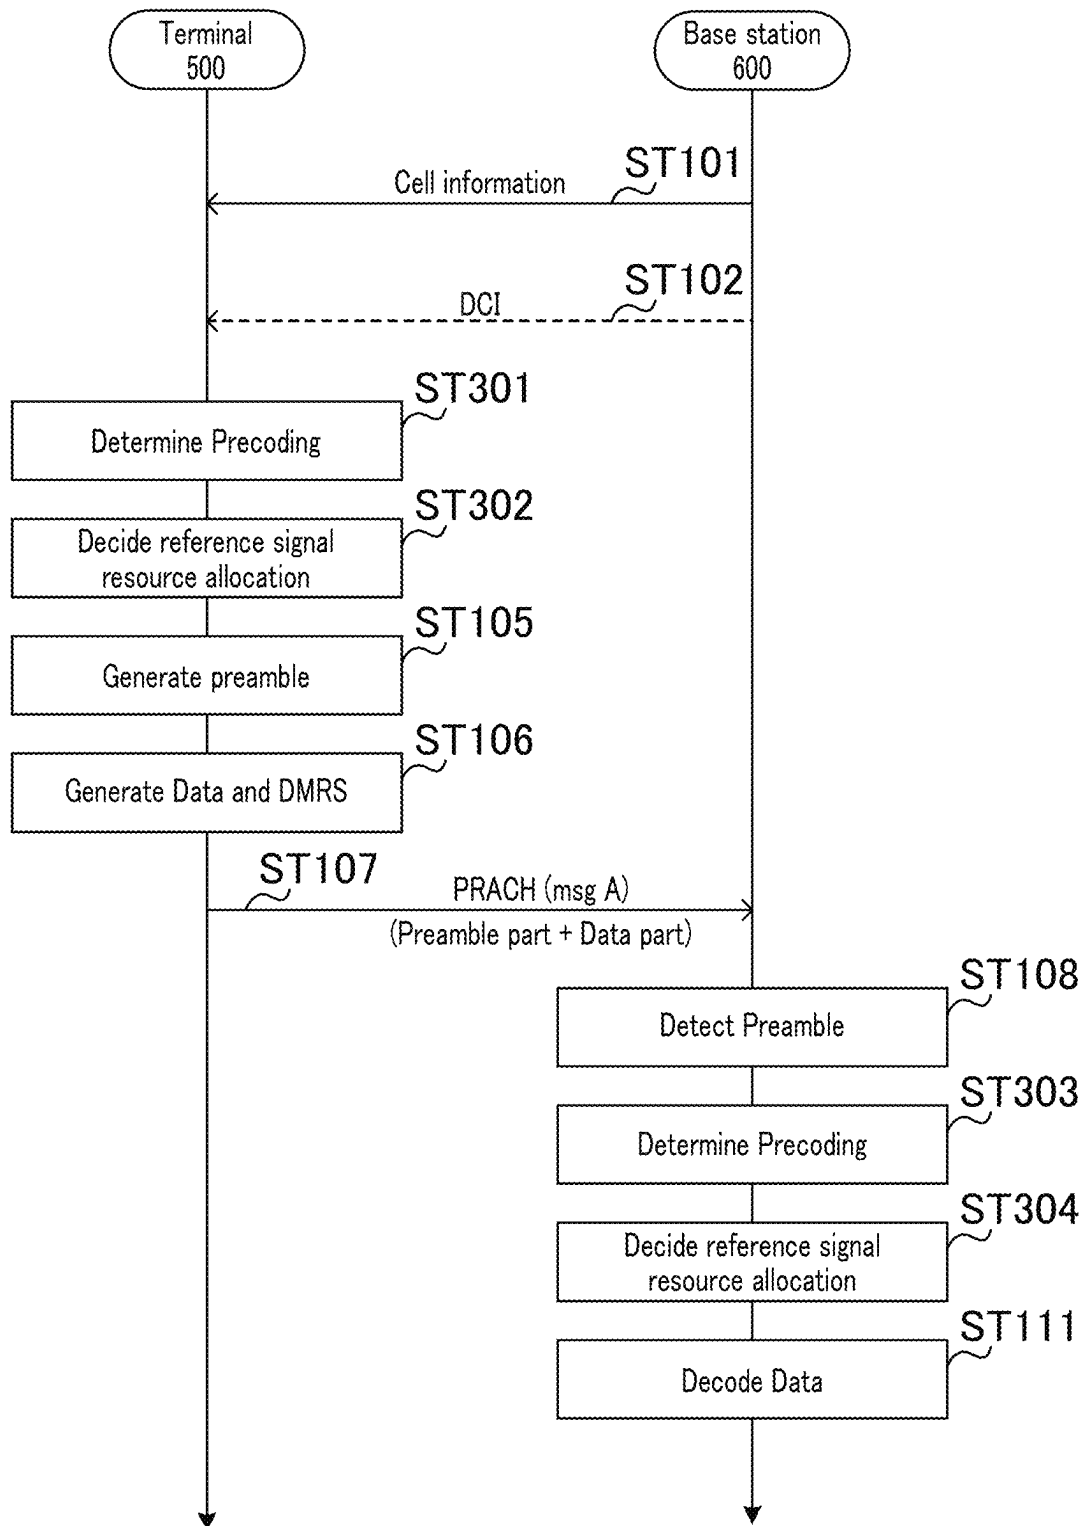 Terminal
500
Base station
600
ST101
Cell information
ST102
DCI
ST301
Determine Precoding
ST302
Decide reference signal
resource allocation
ST105
Generate preamble
ST106
Generate Data and DMRS
ST107
PRACH (msg A)
(Preamble part + Data part)
ST108
Detect Preamble
ST303
Determine Precoding
ST304
Decide reference signal
resource allocation
ST111
Decode Data